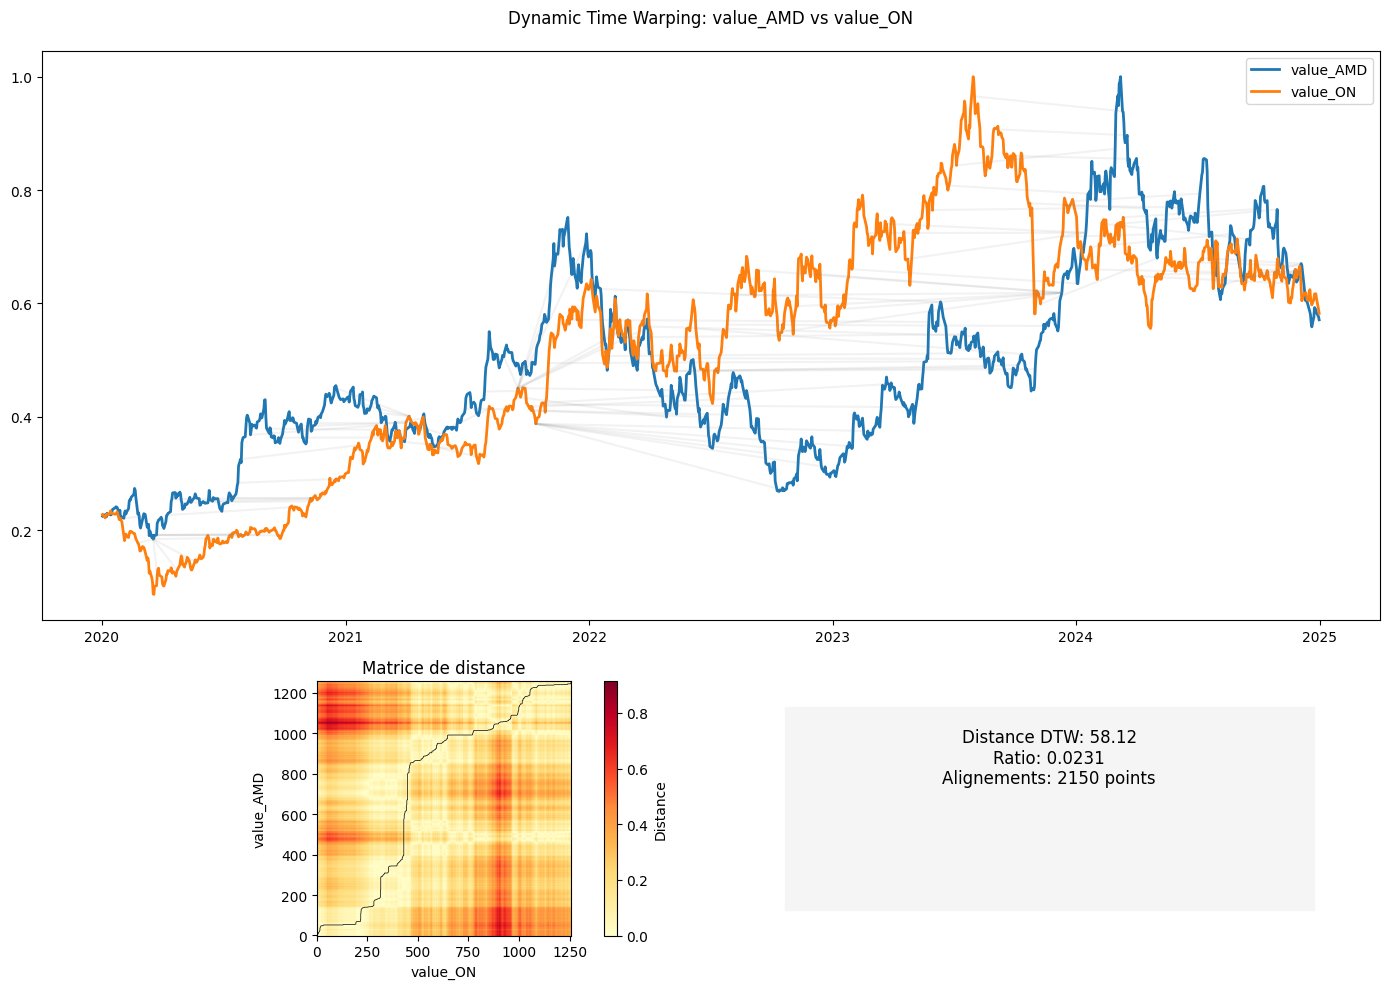 Dynamic Time Warping: value_AMD vs value_ON
value_AMD
value_ON
1.0
0.8
0.6
0.4
0.2
2020 2021 2022 2023 2024 2025
Matrice de distance
value_AMD
1200
1000
800
600
400
200
0
0 250 500 750 1000 1250
value_ON
0.8
0.6
0.4
0.2
0.0
Distance
Distance DTW: 58.12
Ratio: 0.0231
Alignements: 2150 points